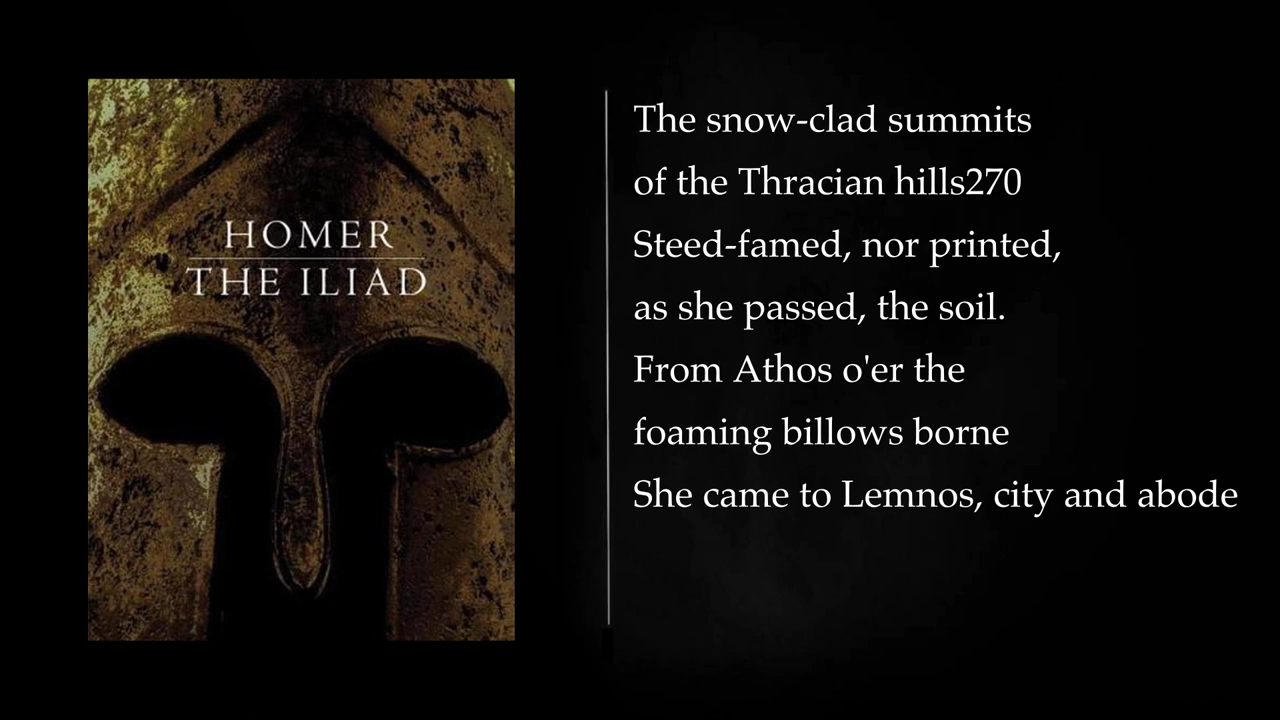 HOMER
THE ILIAD
The snow-clad summits
of the Thracian hills270
Steed-famed, nor printed,
as she passed, the soil.
From Athos o'er the
foaming billows borne
She came to Lemnos, city and abode